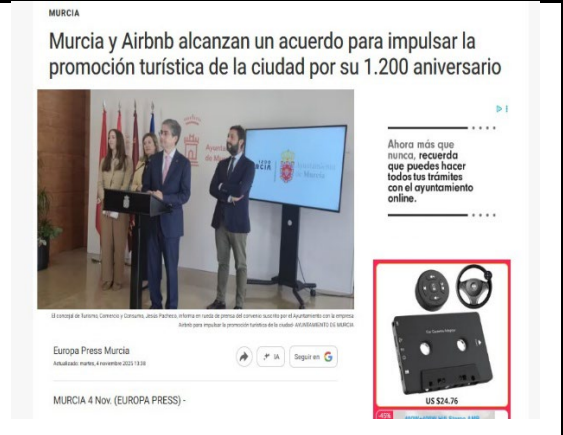 MURCIA
Murcia y Airbnb alcanzan un acuerdo para impulsar la
promoción turística de la ciudad por su 1.200 aniversario
Ahora más que
nunca, recuerda
que puedes hacer
todos tus trámites
con el ayuntamiento
online.
El concejal de Turismo, Comercio y Consumo, Jesús Pacheco, informa en rueda de prensa del convenio suscrito por el Ayuntamiento con la empresa
Airbnb para impulsar la promoción turística de la ciudad- AYUNTAMIENTO DE MURCIA
Europa Press Murcia
Actualizado: martes, 4 noviembre 2025
IA
Seguir en G
US $24.76
MURCIA 4 Nov. (EUROPA PRESS) -
-45%